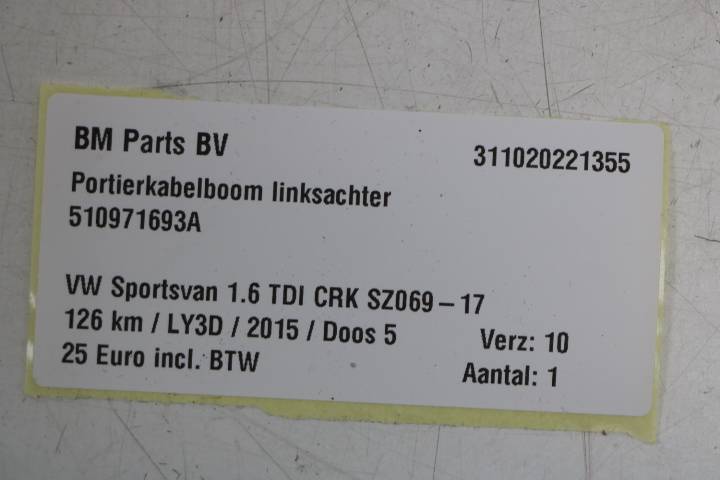 BM Parts BV 311020221355
Portierkabelboom linksachter
510971693A
VW Sportsvan 1.6 TDI CRK SZ069-17
126 km / LY3D / 2015 / Doos 5 Verz: 10
25 Euro incl. BTW Aantal: 1